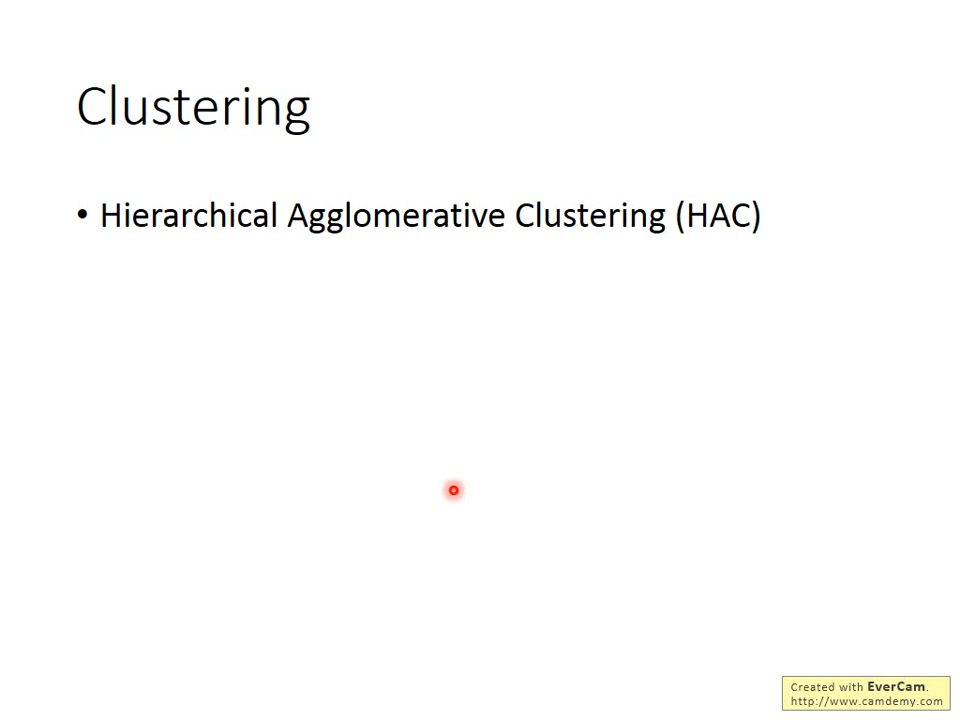 Clustering
• Hierarchical Agglomerative Clustering (HAC)
Created with EverCam.
http://www.camdemy.com